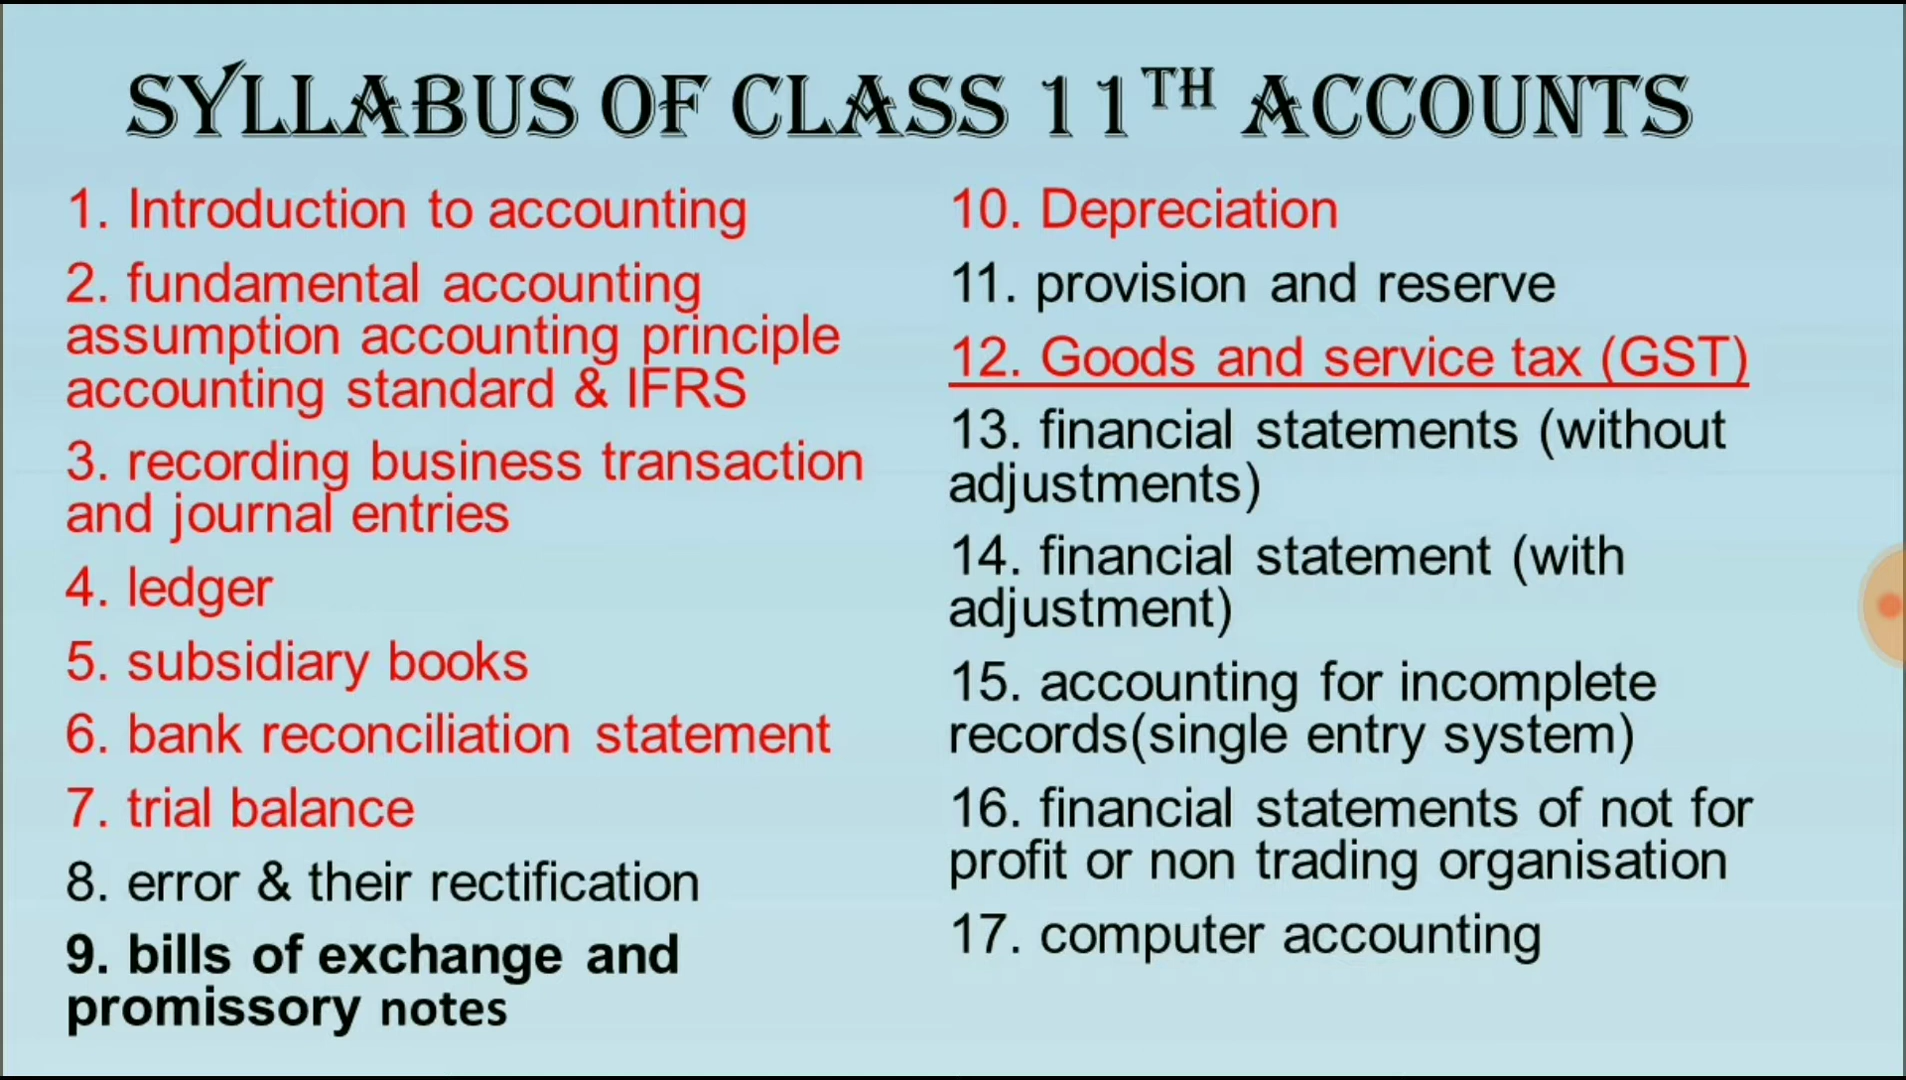 SYLLABUS OF CLASS 11TH ACCOUNTS
1. Introduction to accounting
2. fundamental accounting
assumption accounting principle
accounting standard & IFRS
3. recording business transaction
and journal entries
4. ledger
5. subsidiary books
6. bank reconciliation statement
7. trial balance
8. error & their rectification
9. bills of exchange and
promissory notes
10. Depreciation
11. provision and reserve
12. Goods and service tax (GST)
13. financial statements (without
adjustments)
14. financial statement (with
adjustment)
15. accounting for incomplete
records(single entry system)
16. financial statements of not for
profit or non trading organisation
17. computer accounting